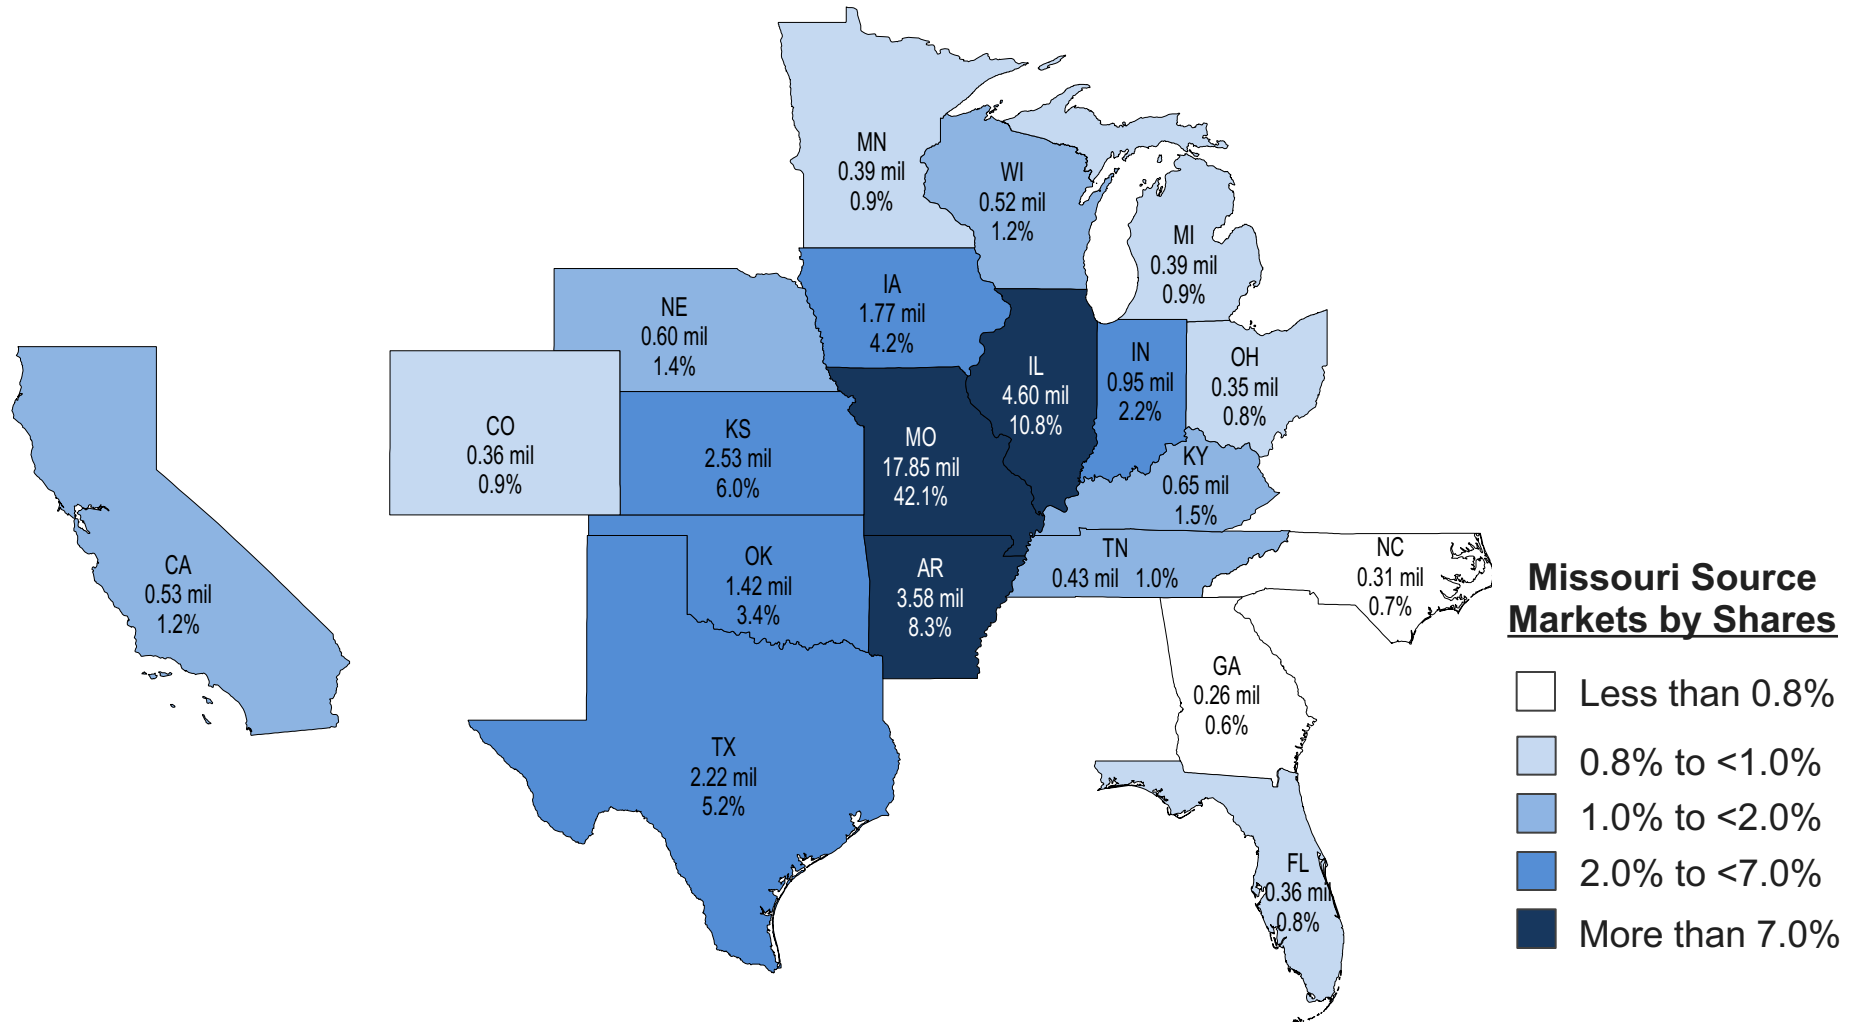 MN
0.39 mil
0.9%
WI
0.52 mil
1.2%
MI
0.39 mil
0.9%
IA
1.77 mil
4.2%
NE
0.60 mil
1.4%
IL
4.60 mil
10.8%
IN
0.95 mil
2.2%
OH
0.35 mil
0.8%
CO
0.36 mil
0.9%
KS
2.53 mil
6.0%
MO
17.85 mil
42.1%
KY
0.65 mil
1.5%
CA
0.53 mil
1.2%
OK
1.42 mil
3.4%
AR
3.58 mil
8.3%
TN
0.43 mil 1.0%
NC
0.31 mil
0.7%
GA
0.26 mil
0.6%
TX
2.22 mil
5.2%
FL
0.36 mil
0.8%
Missouri Source
Markets by Shares
Less than 0.8%
0.8% to <1.0%
1.0% to <2.0%
2.0% to <7.0%
More than 7.0%